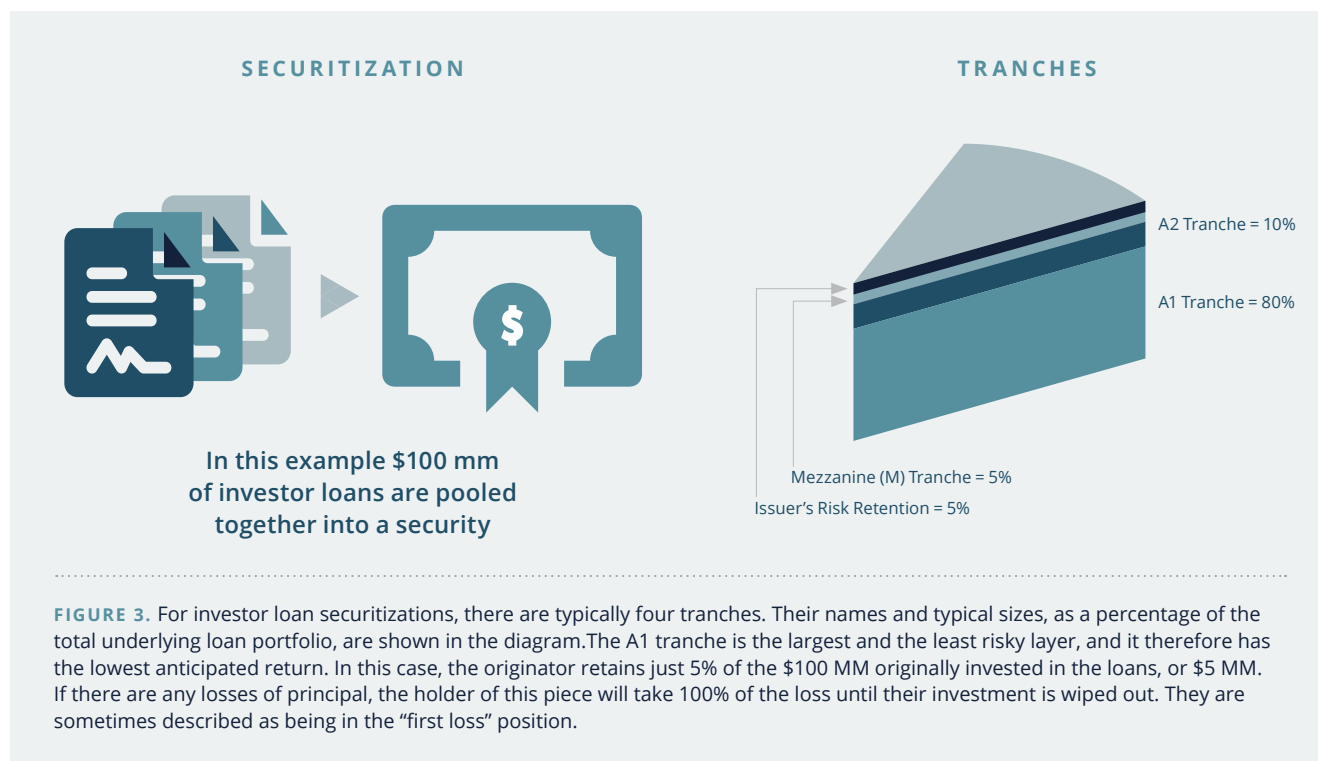 SECURITIZATION
TRANCHES
$
A2 Tranche = 10%
A1 Tranche = 80%
Mezzanine (M) Tranche = 5%
Issuer’s Risk Retention = 5%
In this example $100 mm
of investor loans are pooled
together into a security
FIGURE 3. For investor loan securitizations, there are typically four tranches. Their names and typical sizes, as a percentage of the
total underlying loan portfolio, are shown in the diagram.The A1 tranche is the largest and the least risky layer, and it therefore has
the lowest anticipated return. In this case, the originator retains just 5% of the $100 MM originally invested in the loans, or $5 MM.
If there are any losses of principal, the holder of this piece will take 100% of the loss until their investment is wiped out. They are
sometimes described as being in the “first loss” position.